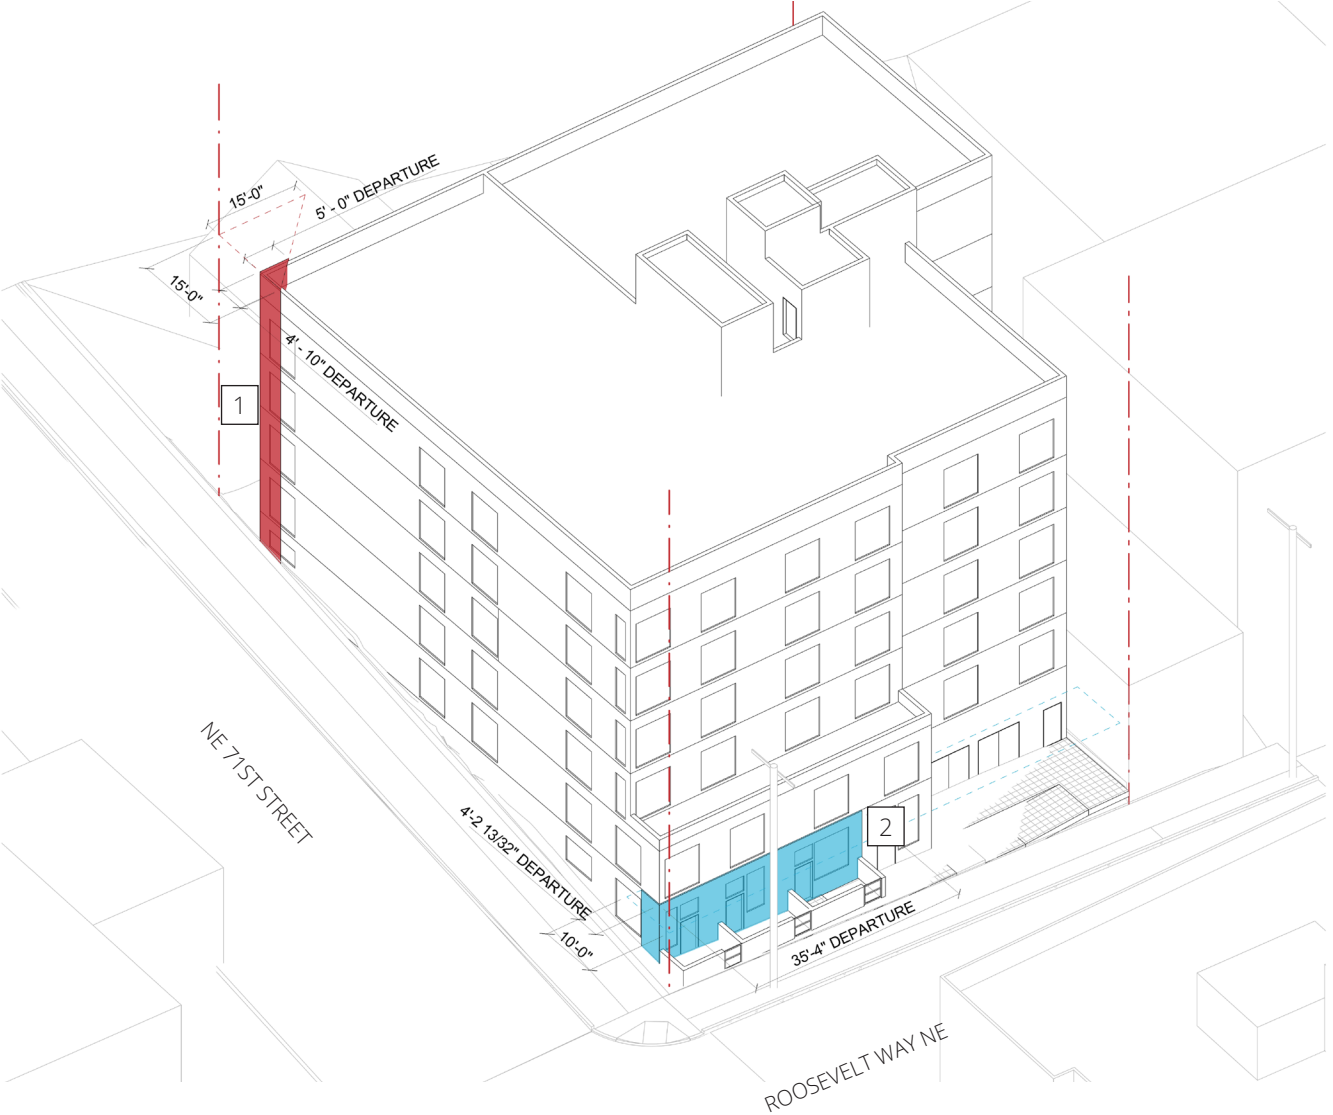 15'-0"
5' - 0" DEPARTURE
15'-0"
4' - 10" DEPARTURE
1
NE 71ST STREET
4'-2 13/32" DEPARTURE
2
10'-0"
35'-4" DEPARTURE
ROOSEVELT WAY NE